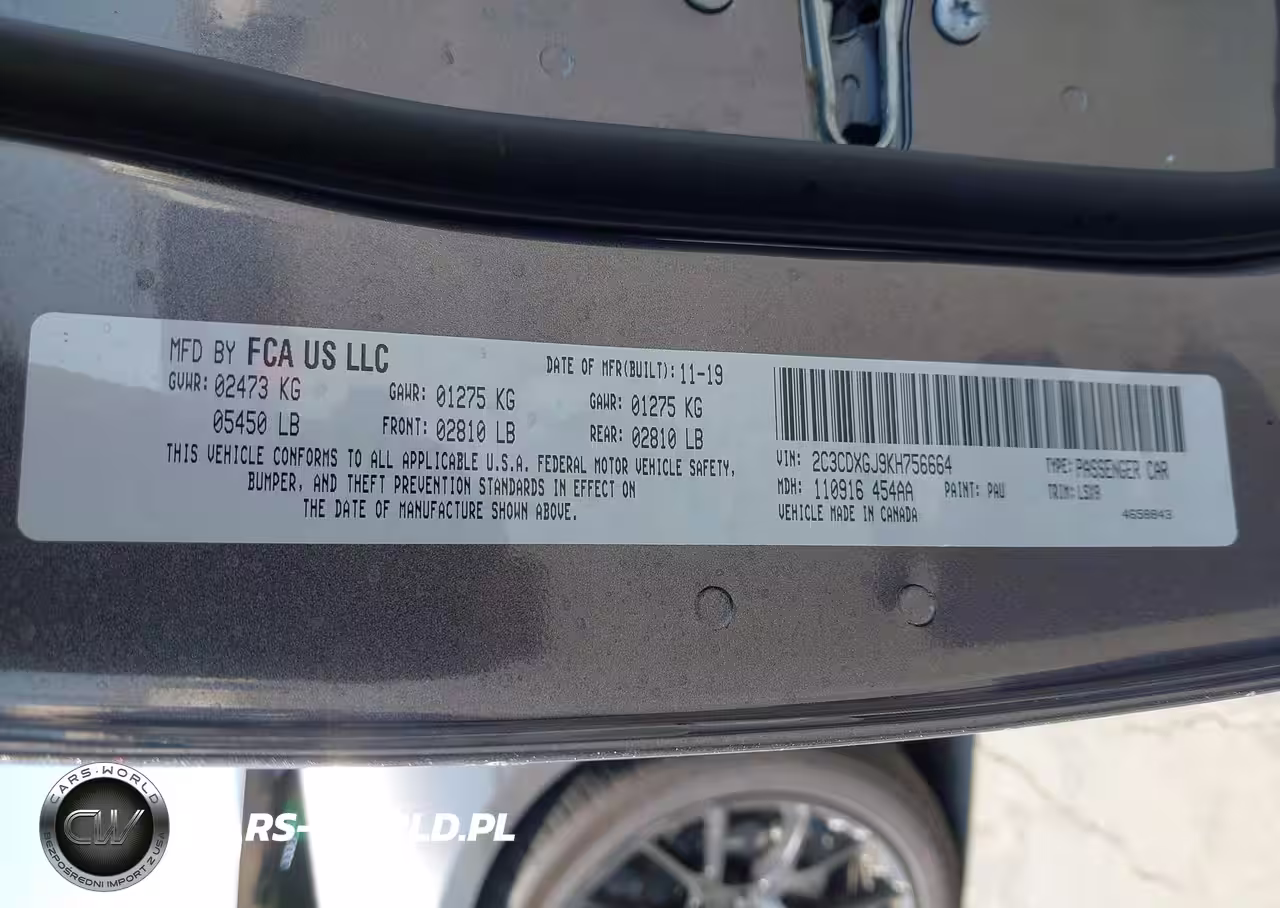 MFD BY FCA US LLC
DATE OF MFR(BUILT): 11-19
GVWR: 02473 KG
GAWR: 01275 KG
GAWR: 01275 KG
05450 LB
FRONT: 02810 LB
REAR: 02810 LB
THIS VEHICLE CONFORMS TO ALL APPLICABLE U.S.A. FEDERAL MOTOR VEHICLE SAFETY,
BUMPER, AND THEFT PREVENTION STANDARDS IN EFFECT ON
THE DATE OF MANUFACTURE SHOWN ABOVE.
VIN: 2C3CDXGJ9KH756664
TYPE: PASSENGER CAR
MDH: 110916 454AA
PAINT: PAU
TRIM: LSX9
VEHICLE MADE IN CANADA
4658843
CARS-WORLD
CW
BEZPOŚREDNI IMPORT Z USA
RS-W RLD.PL